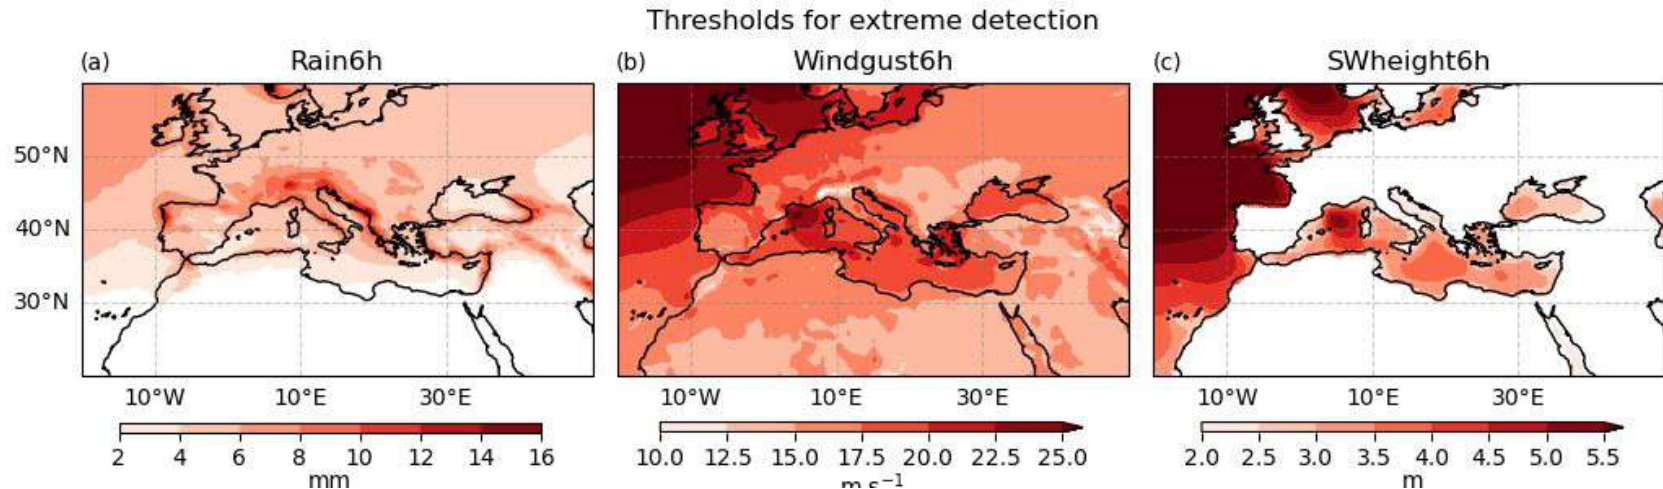 Thresholds for extreme detection
(a) Rain6h (b) Windgust6h (c) SWheight6h
50°N
40°N
30°N
10°W 10°E 30°E 10°W 10°E 30°E 10°W 10°E 30°E
2 4 6 8 10 12 14 16 10.0 12.5 15.0 17.5 20.0 22.5 25.0 2.0 2.5 3.0 3.5 4.0 4.5 5.0 5.5
mm m s⁻¹ m